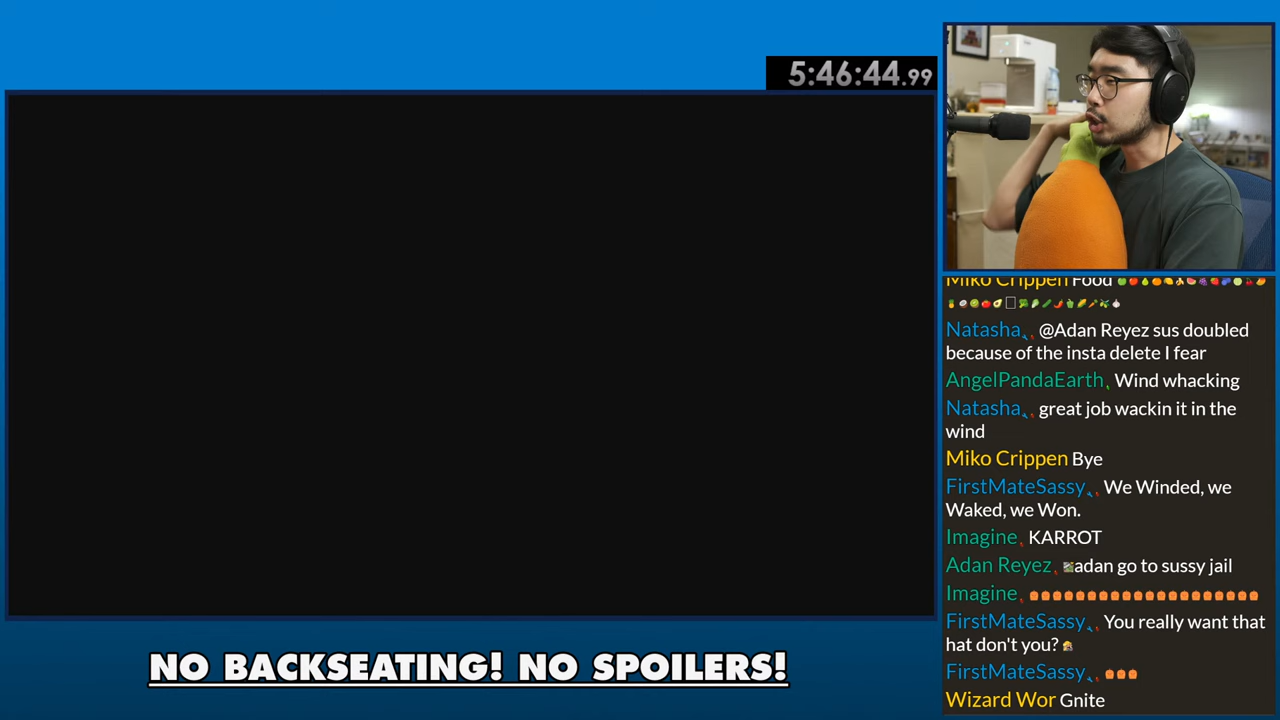 5:46:44.99
Miko Crippen Food
Natasha @Adan Reyez sus doubled
because of the insta delete I fear
AngelPandaEarth Wind whacking
Natasha great job wackin it in the
wind
Miko Crippen Bye
FirstMateSassy We Winded, we
Waked, we Won.
Imagine KARROT
Adan Reyez adan go to sussy jail
Imagine
FirstMateSassy You really want that
hat don't you?
FirstMateSassy
Wizard Wor Gnite
NO BACKSEATING! NO SPOILERS!